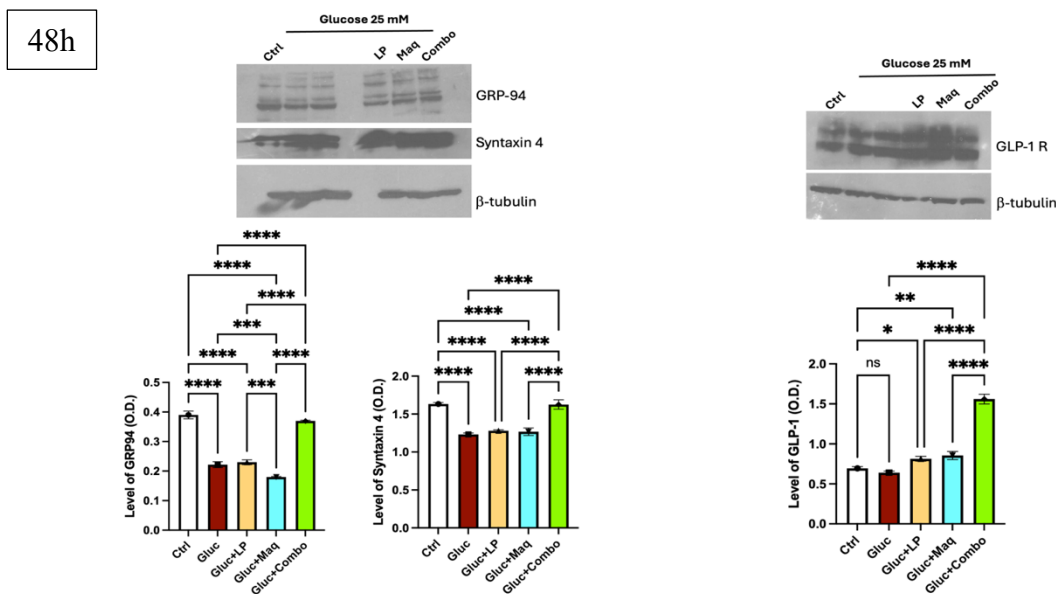 48h
Glucose 25 mM
Ctrl
LP
Maq
Combo
GRP-94
Syntaxin 4
β-tubulin
Glucose 25 mM
Ctrl
LP
Maq
Combo
GLP-1 R
β-tubulin
****
****
****
***
****
****
***
****
Level of GRP94 (O.D.)
0.5
0.4
0.3
0.2
0.1
0.0
Ctrl
Gluc
Gluc+LP
Gluc+Maq
Gluc+Combo
****
****
****
****
****
****
Level of Syntaxin 4 (O.D.)
2.0
1.5
1.0
0.5
0.0
Ctrl
Gluc
Gluc+LP
Gluc+Maq
Gluc+Combo
****
**
*
****
ns
****
Level of GLP-1 (O.D.)
2.0
1.5
1.0
0.5
0.0
Ctrl
Gluc
Gluc+LP
Gluc+Maq
Gluc+Combo